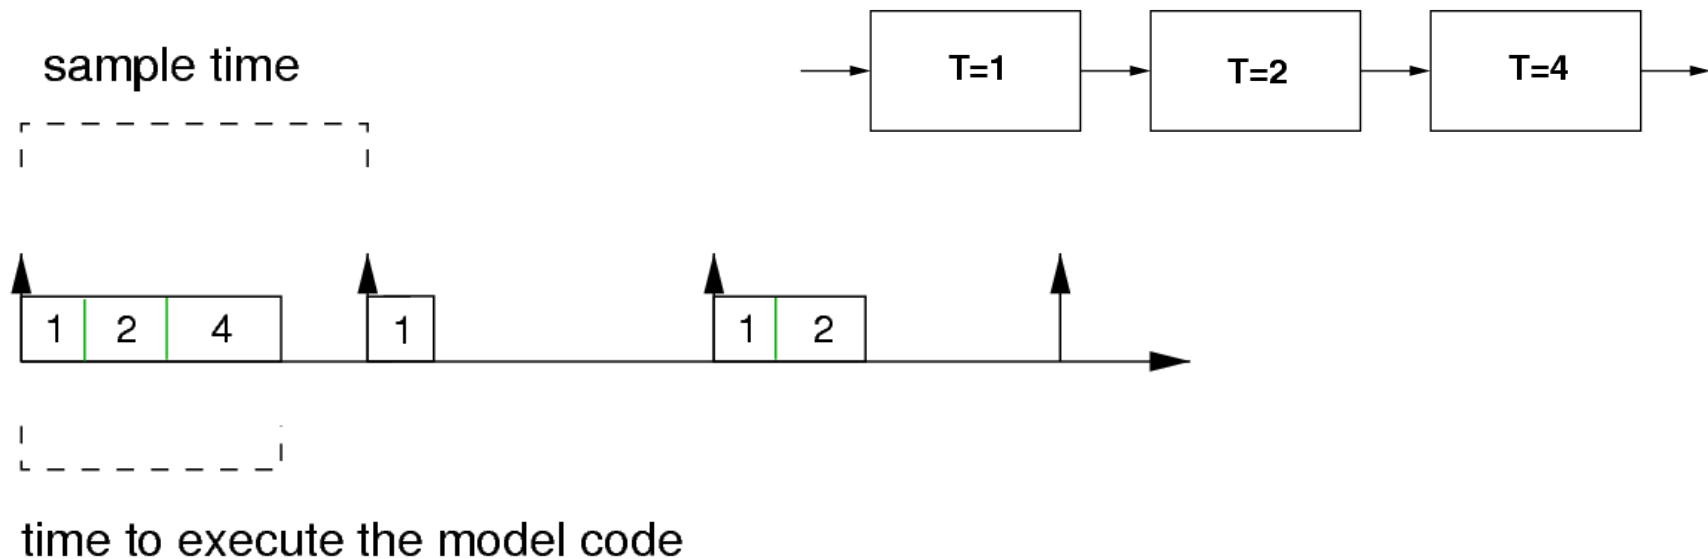 sample time
T=1 T=2 T=4
1 2 4 1 1 2
time to execute the model code